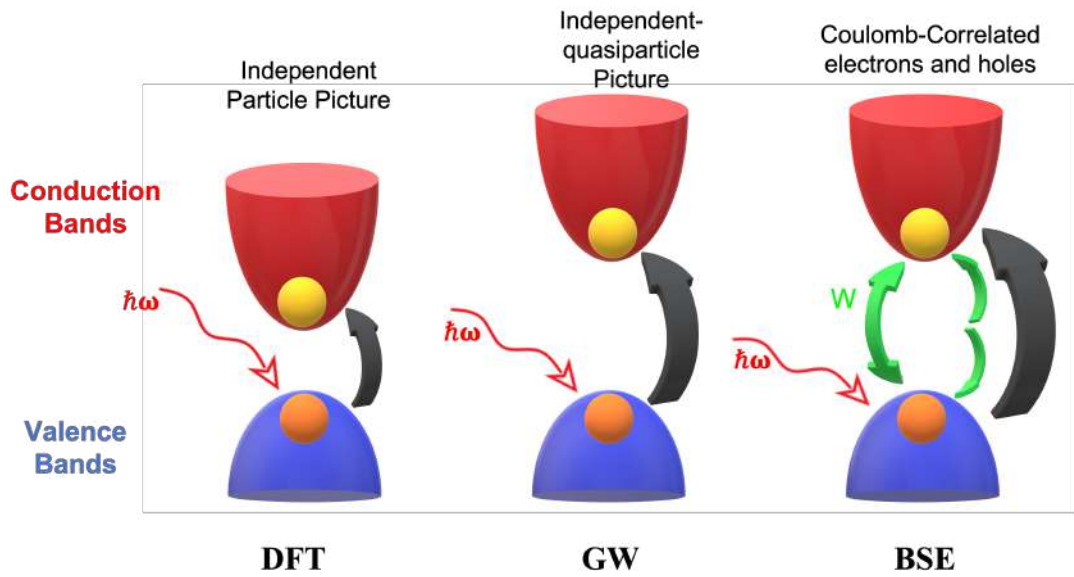 Independent
Particle Picture
Independent-
quasiparticle
Picture
Coulomb-Correlated
electrons and holes
Conduction
Bands
ħω
ħω
W
ħω
Valence
Bands
DFT
GW
BSE